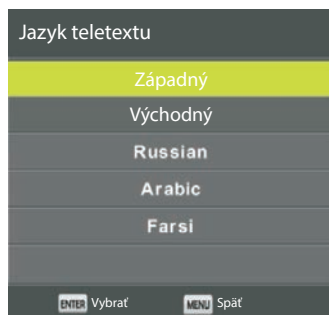 Jazyk teletextu
Západný
Východný
Russian
Arabic
Farsi
ENTER Vybrať MENU Späť